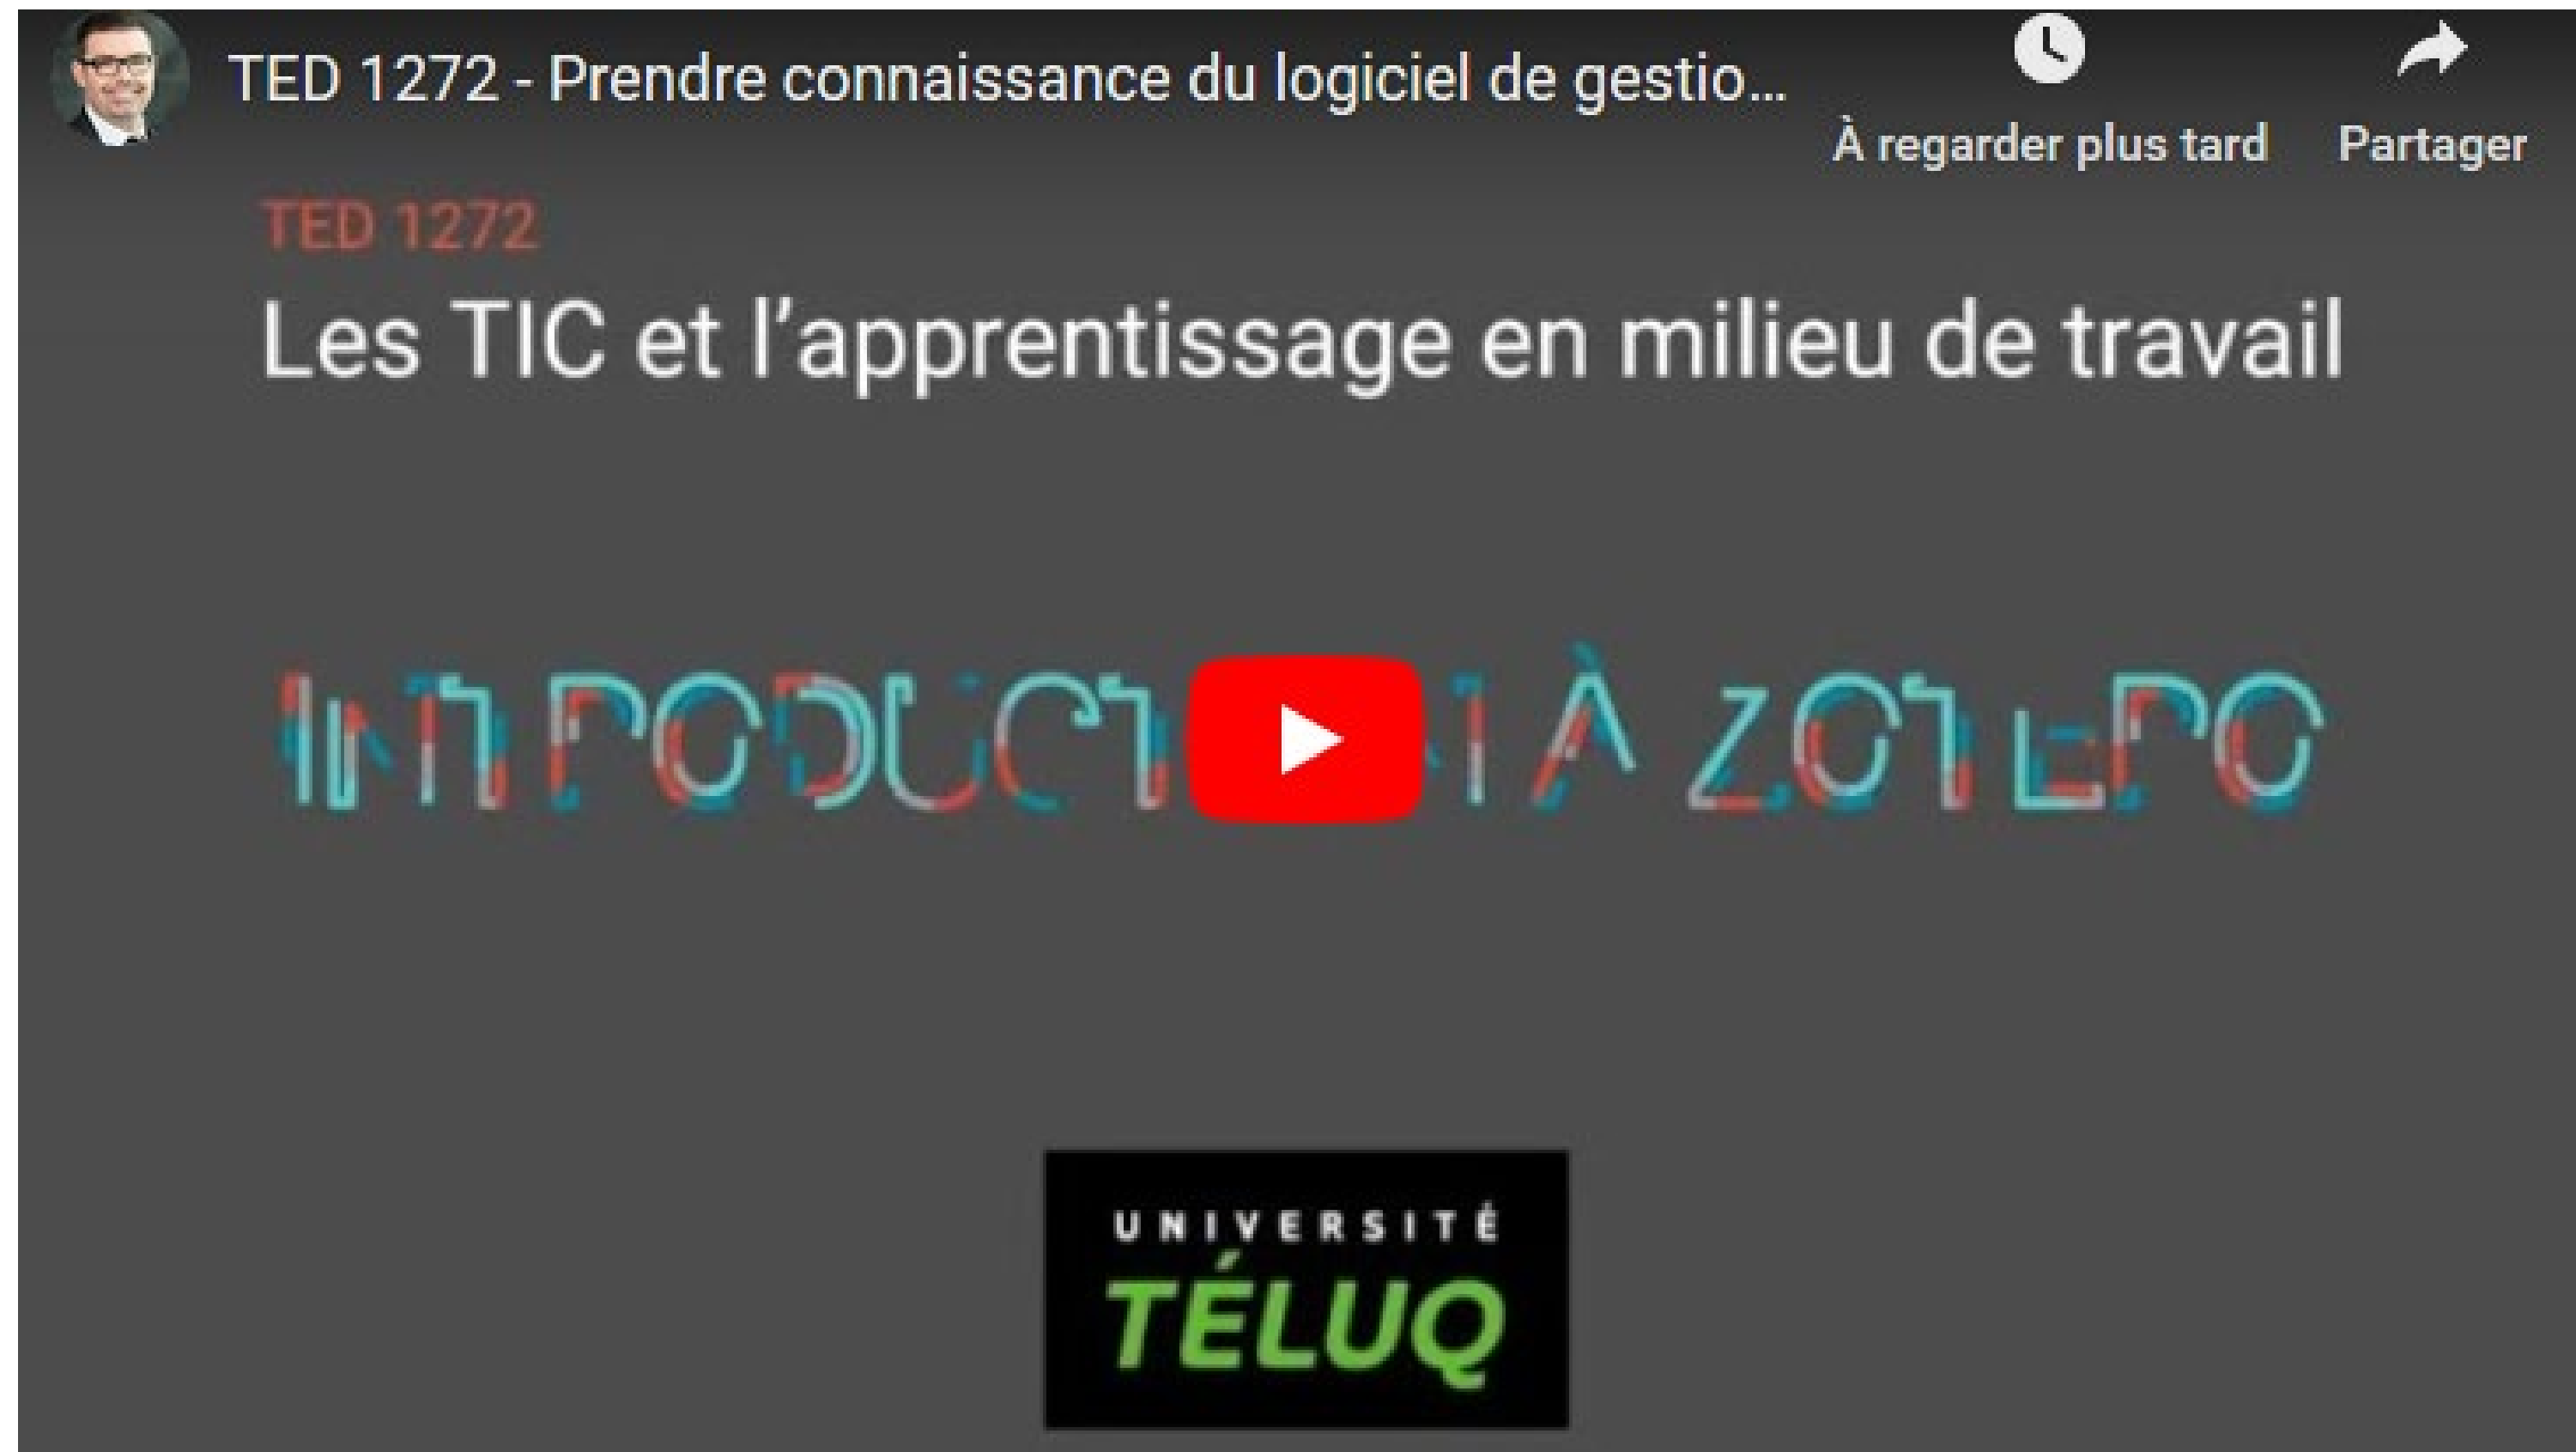 TED 1272 - Prendre connaissance du logiciel de gestio...
À regarder plus tard
Partager
TED 1272
Les TIC et l'apprentissage en milieu de travail
À ZOTERO
UNIVERSITÉ
TÉLUQ